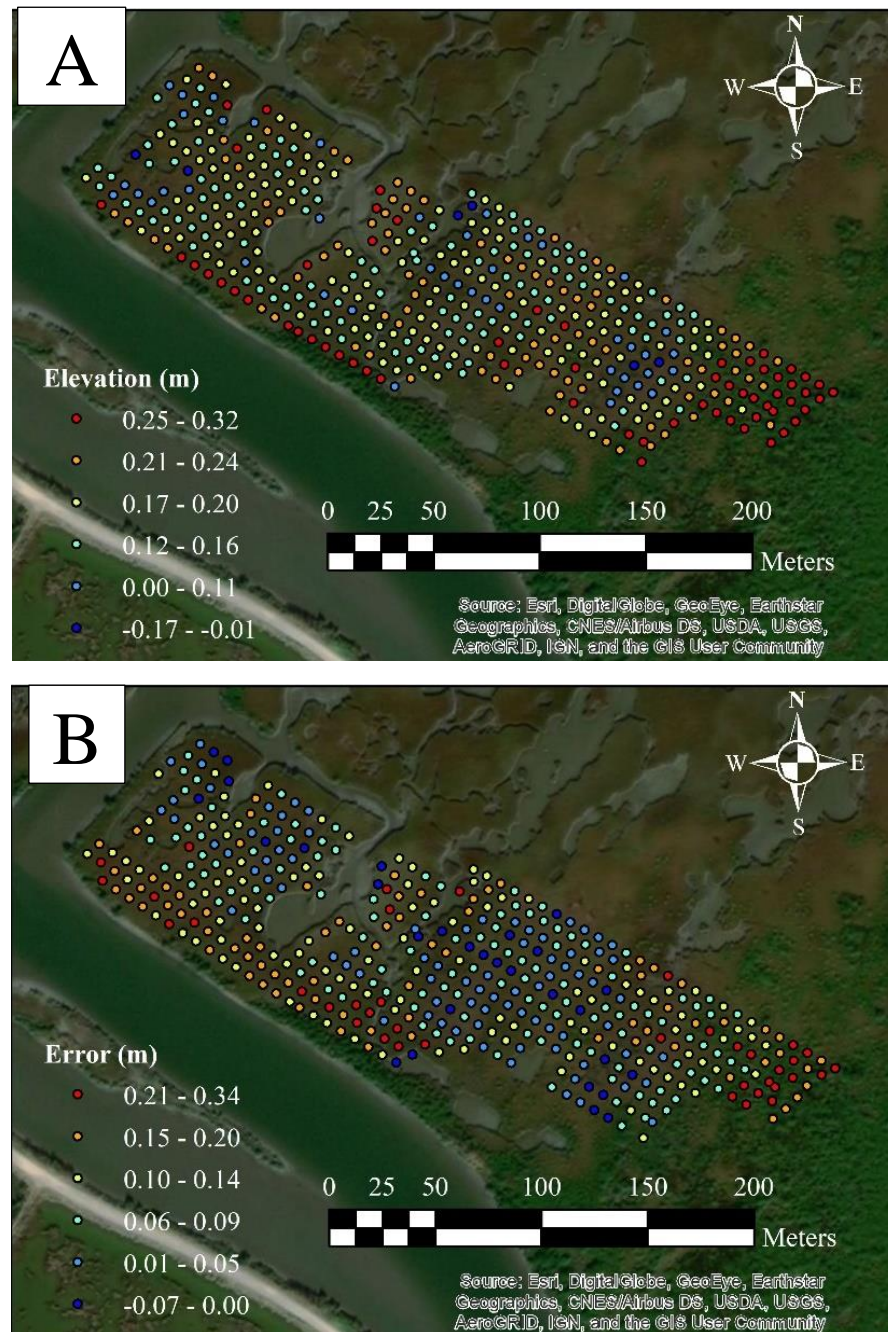 A
N
W E
S
Elevation (m)
0.25 - 0.32
0.21 - 0.24
0.17 - 0.20
0.12 - 0.16
0.00 - 0.11
-0.17 - -0.01
0 25 50 100 150 200
Meters
Source: Esri, DigitalGlobe, GeoEye, Earthstar
Geographics, CNES/Airbus DS, USDA, USGS,
AeroGRID, IGN, and the GIS User Community
B
N
W E
S
Error (m)
0.21 - 0.34
0.15 - 0.20
0.10 - 0.14
0.06 - 0.09
0.01 - 0.05
-0.07 - 0.00
0 25 50 100 150 200
Meters
Source: Esri, DigitalGlobe, GeoEye, Earthstar
Geographics, CNES/Airbus DS, USDA, USGS,
AeroGRID, IGN, and the GIS User Community